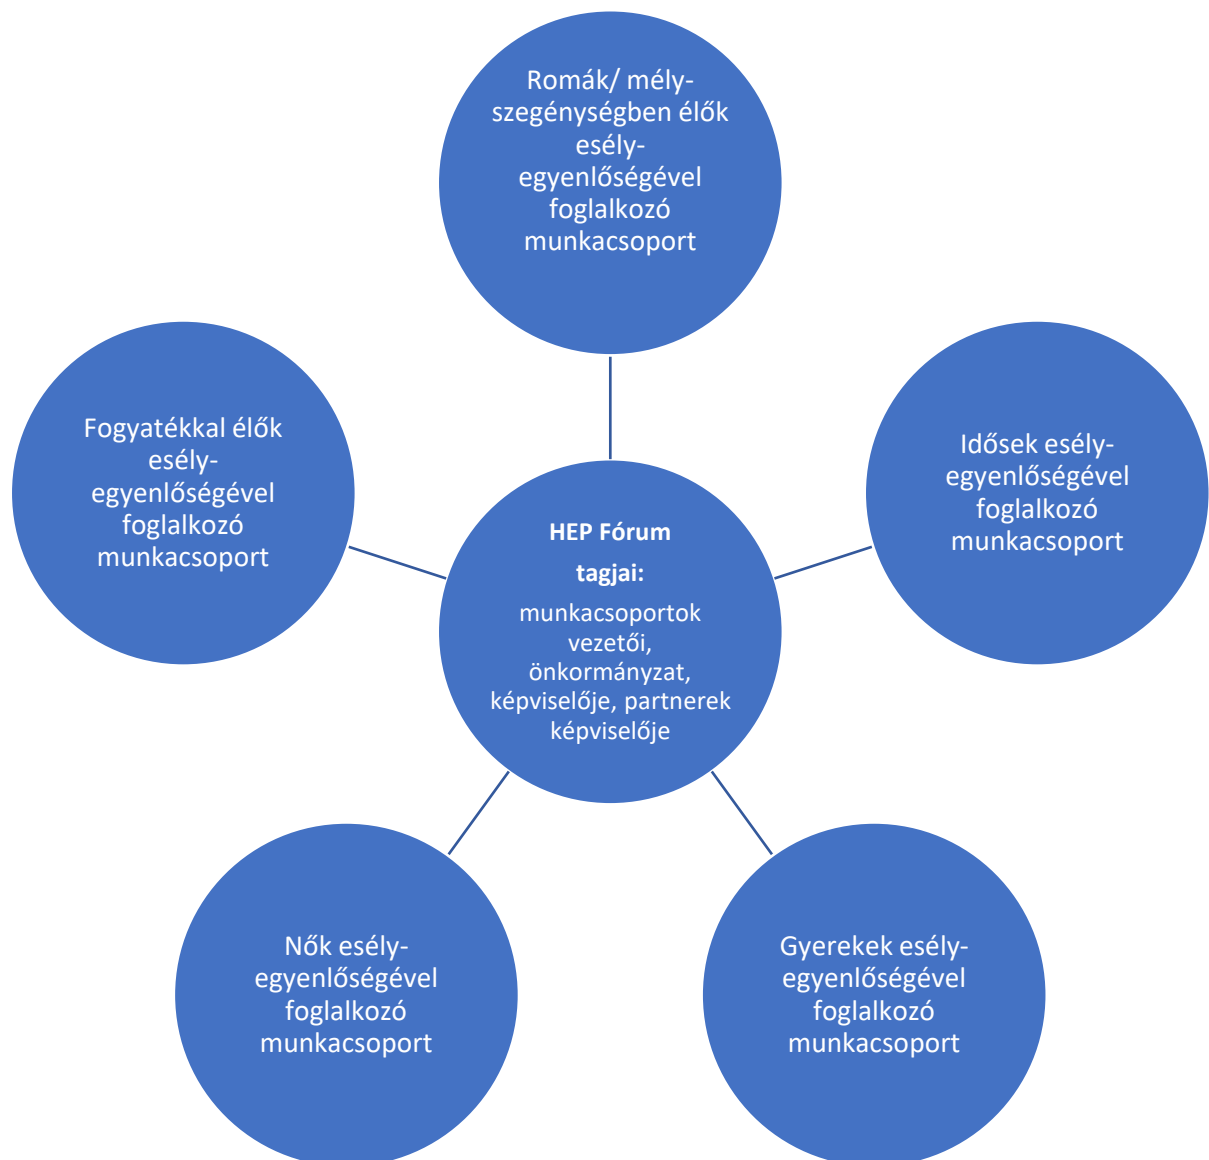 Romák/ mély-
szegénységben élők
esély-
egyenlőségével
foglalkozó
munkacsoport
Fogyatékkal élők
esély-
egyenlőségével
foglalkozó
munkacsoport
Idősek esély-
egyenlőségével
foglalkozó
munkacsoport
HEP Fórum
tagjai:
munkacsoportok
vezetői,
önkormányzat,
képviselője, partnerek
képviselője
Nők esély-
egyenlőségével
foglalkozó
munkacsoport
Gyerekek esély-
egyenlőségével
foglalkozó
munkacsoport